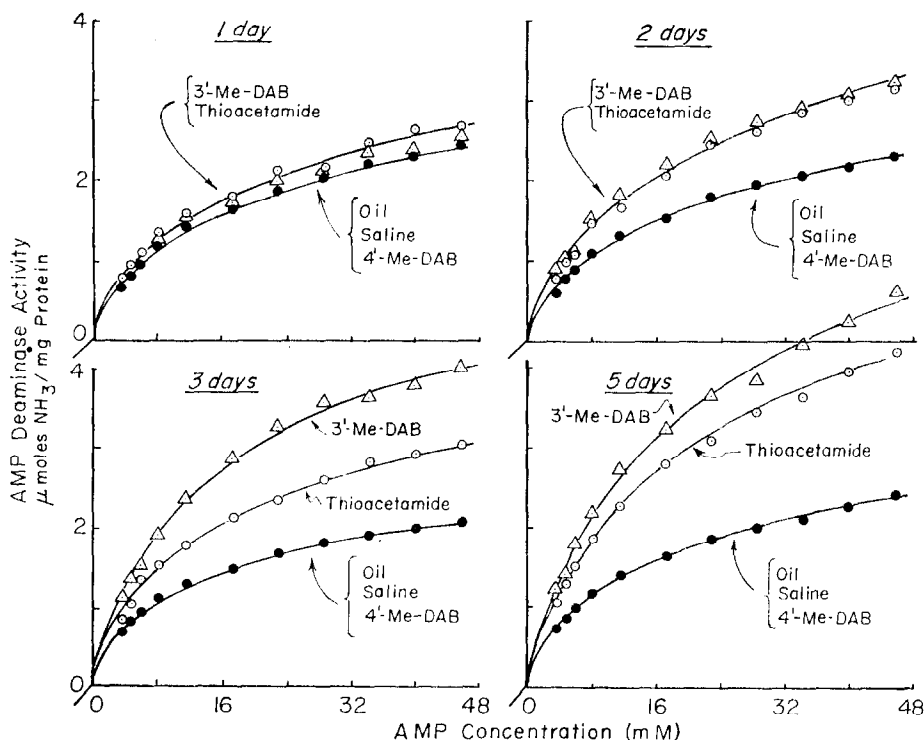 1 day
4
2
0
3'-Me-DAB
Thioacetamide
Oil
Saline
4'-Me-DAB
2 days
3'-Me-DAB
Thioacetamide
Oil
Saline
4'-Me-DAB
AMP Deaminase Activity
μmoles NH3/mg Protein
3 days
4
2
0
3'-Me-DAB
Thioacetamide
Oil
Saline
4'-Me-DAB
0 16 32 48
5 days
3'-Me-DAB
Thioacetamide
Oil
Saline
4'-Me-DAB
0 16 32 48
AMP Concentration (mM)